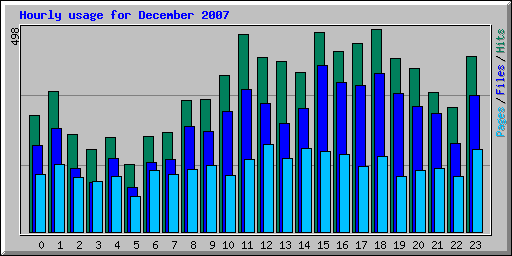 Hourly usage for December 2007
498
Pages / Files / Hits
0 1 2 3 4 5 6 7 8 9 10 11 12 13 14 15 16 17 18 19 20 21 22 23